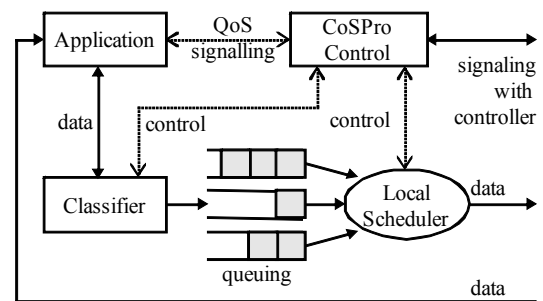 Application
QoS
signalling
CoSPro
Control
signaling
with
controller
data
control
control
Classifier
Local
Scheduler
data
queuing
data